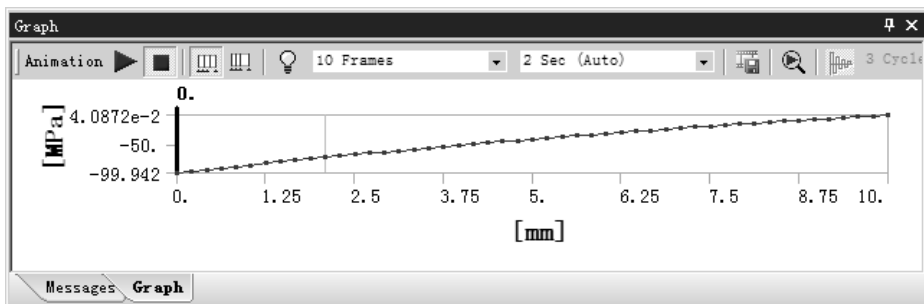 Graph
Animation 10 Frames 2 Sec (Auto) 3 Cycle
0.
4.0872e-2
-50.
-99.942
[MPa]
0. 1.25 2.5 3.75 5. 6.25 7.5 8.75 10.
[mm]
Messages Graph